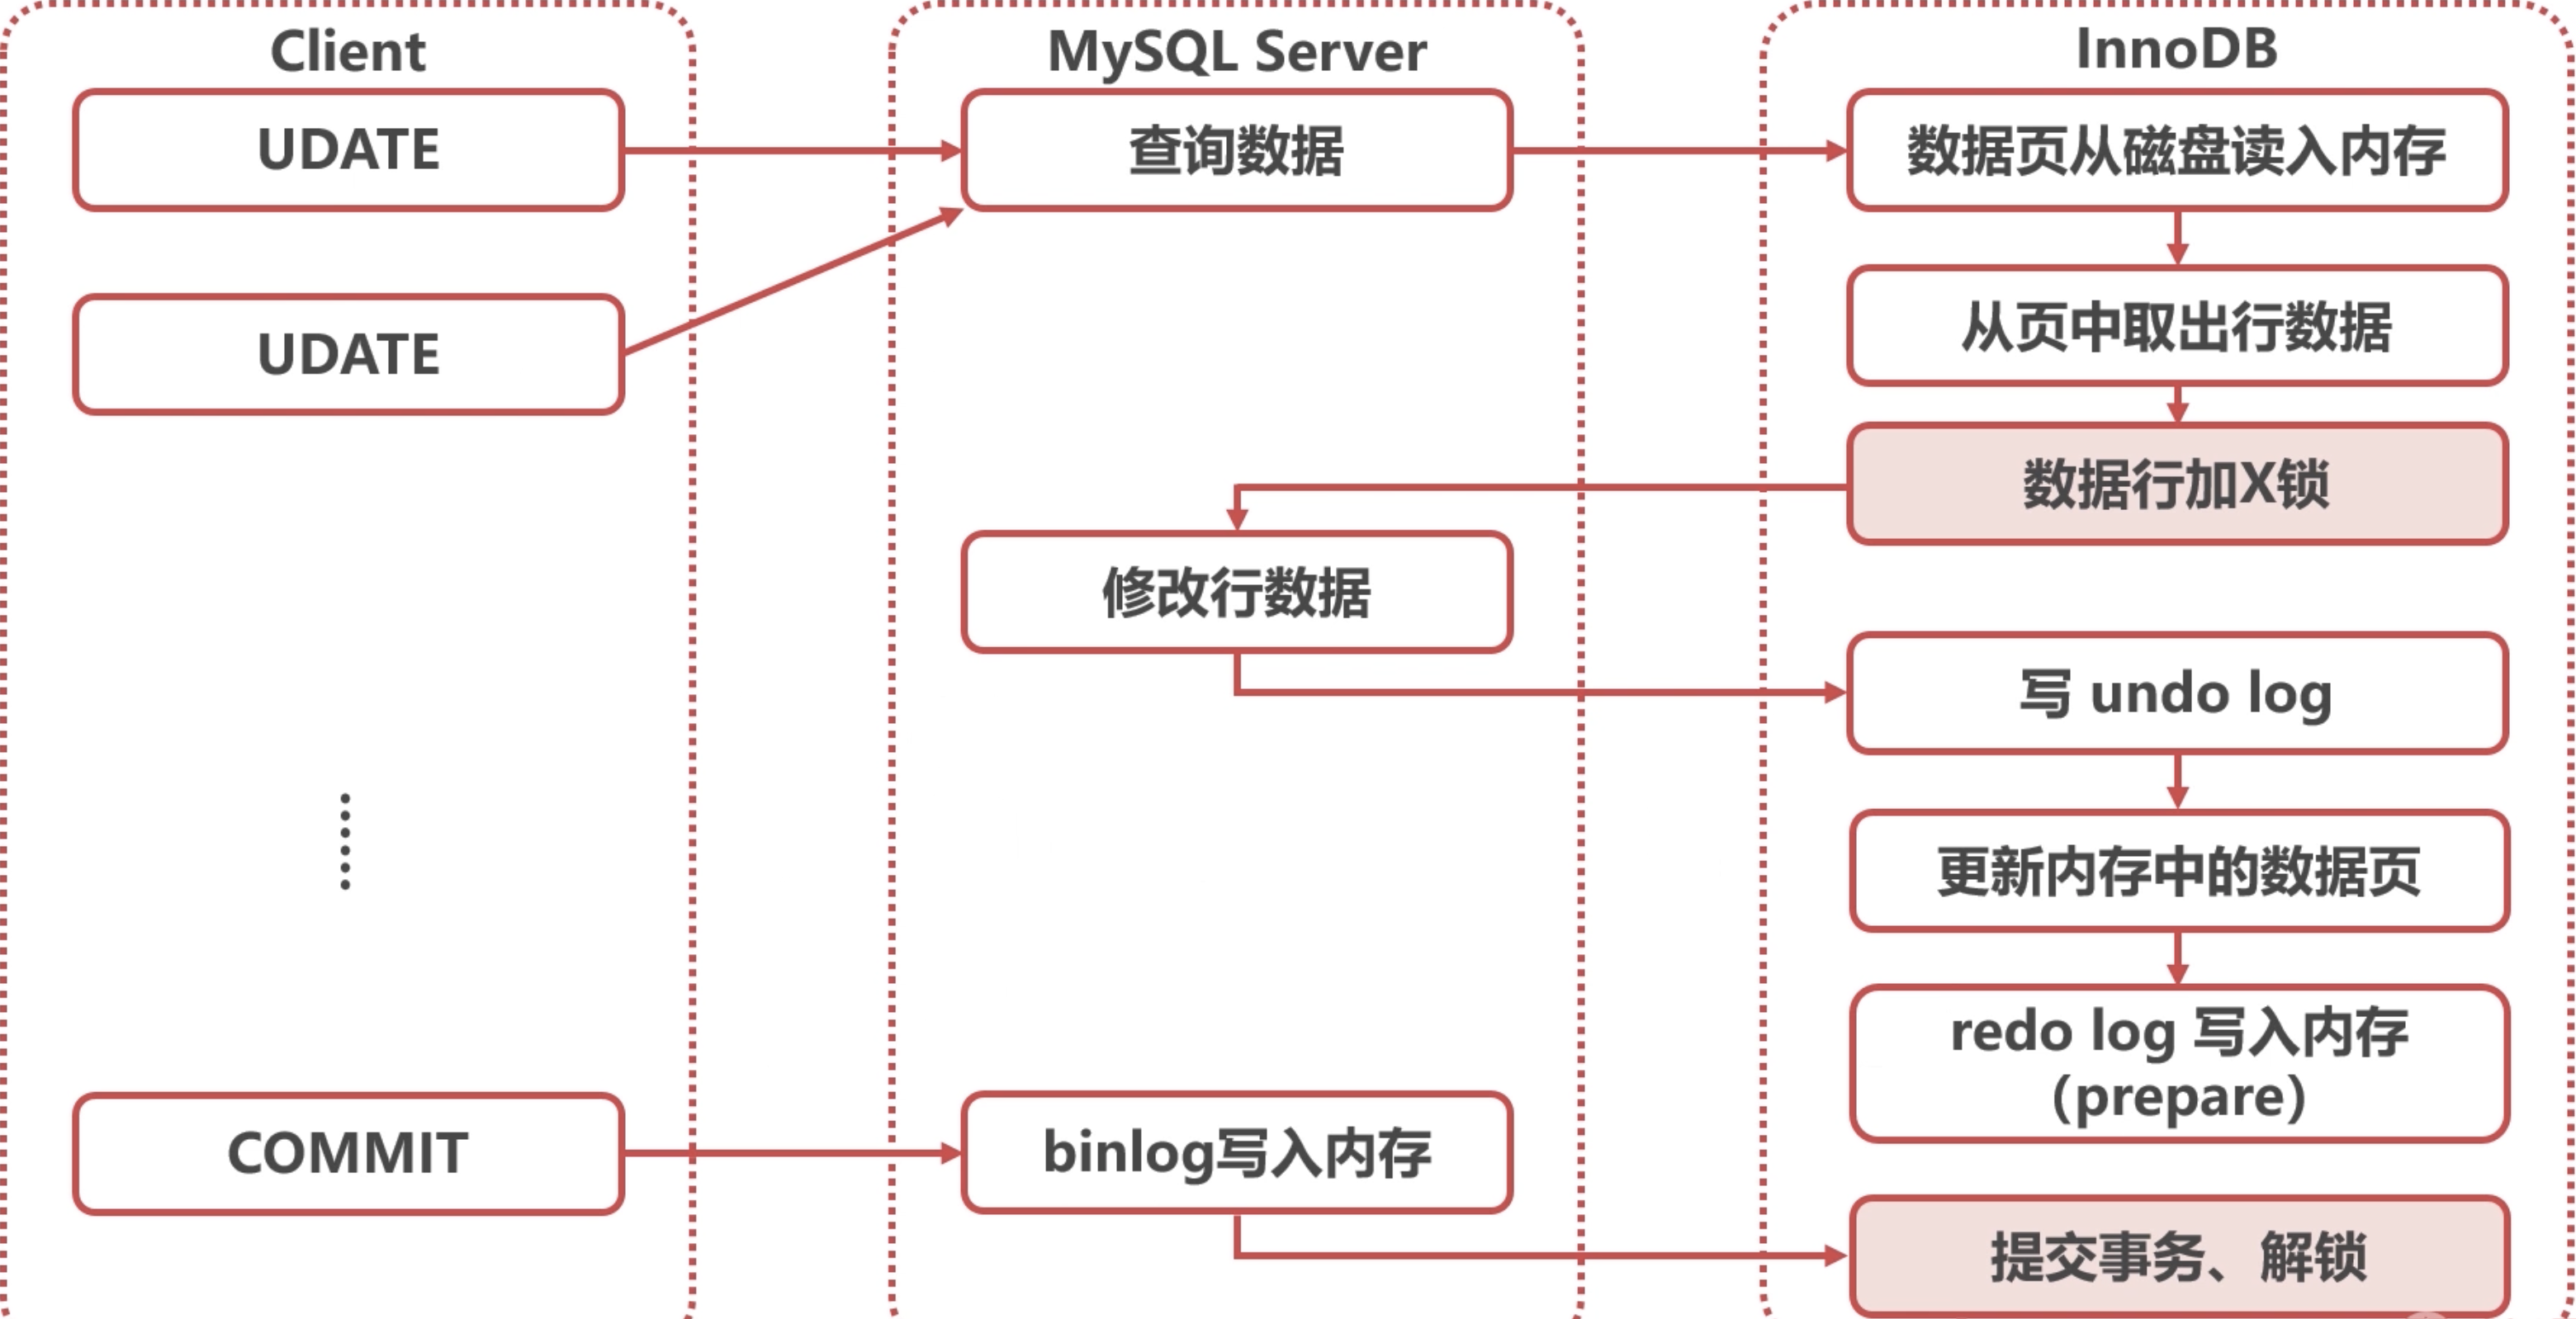 Client
MySQL Server
InnoDB
UDATE
查询数据
数据页从磁盘读入内存
UDATE
从页中取出行数据
数据行加X锁
修改行数据
写 undo log
更新内存中的数据页
redo log 写入内存
（prepare）
COMMIT
binlog写入内存
提交事务、解锁